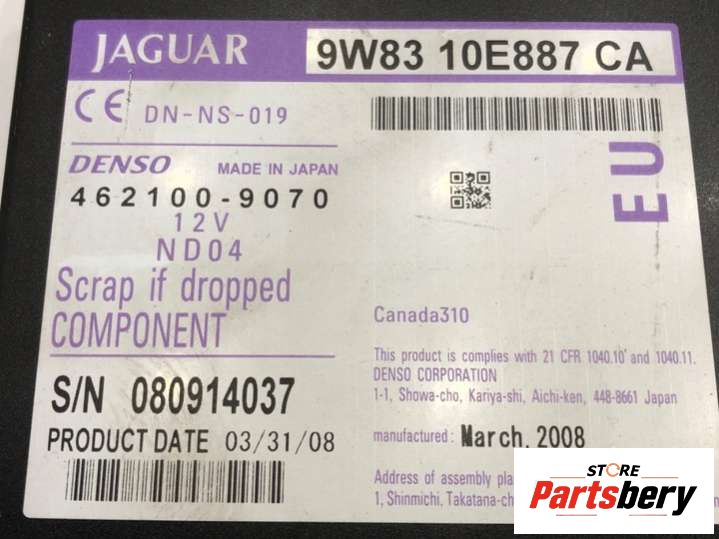 JAGUAR
9W83 10E887 CA
CE DN-NS-019
DENSO MADE IN JAPAN
462100-9070
12V
ND04
EU
Scrap if dropped
COMPONENT
S/N 080914037
PRODUCT DATE 03/31/08
Canada310
This product is complies with 21 CFR 1040.10 and 1040.11.
DENSO CORPORATION
1-1, Showa-cho, Kariya-shi, Aichi-ken, 448-8661 Japan
manufactured: March, 2008
Address of assembly
1, Shinmichi,
STORE
Partsbery